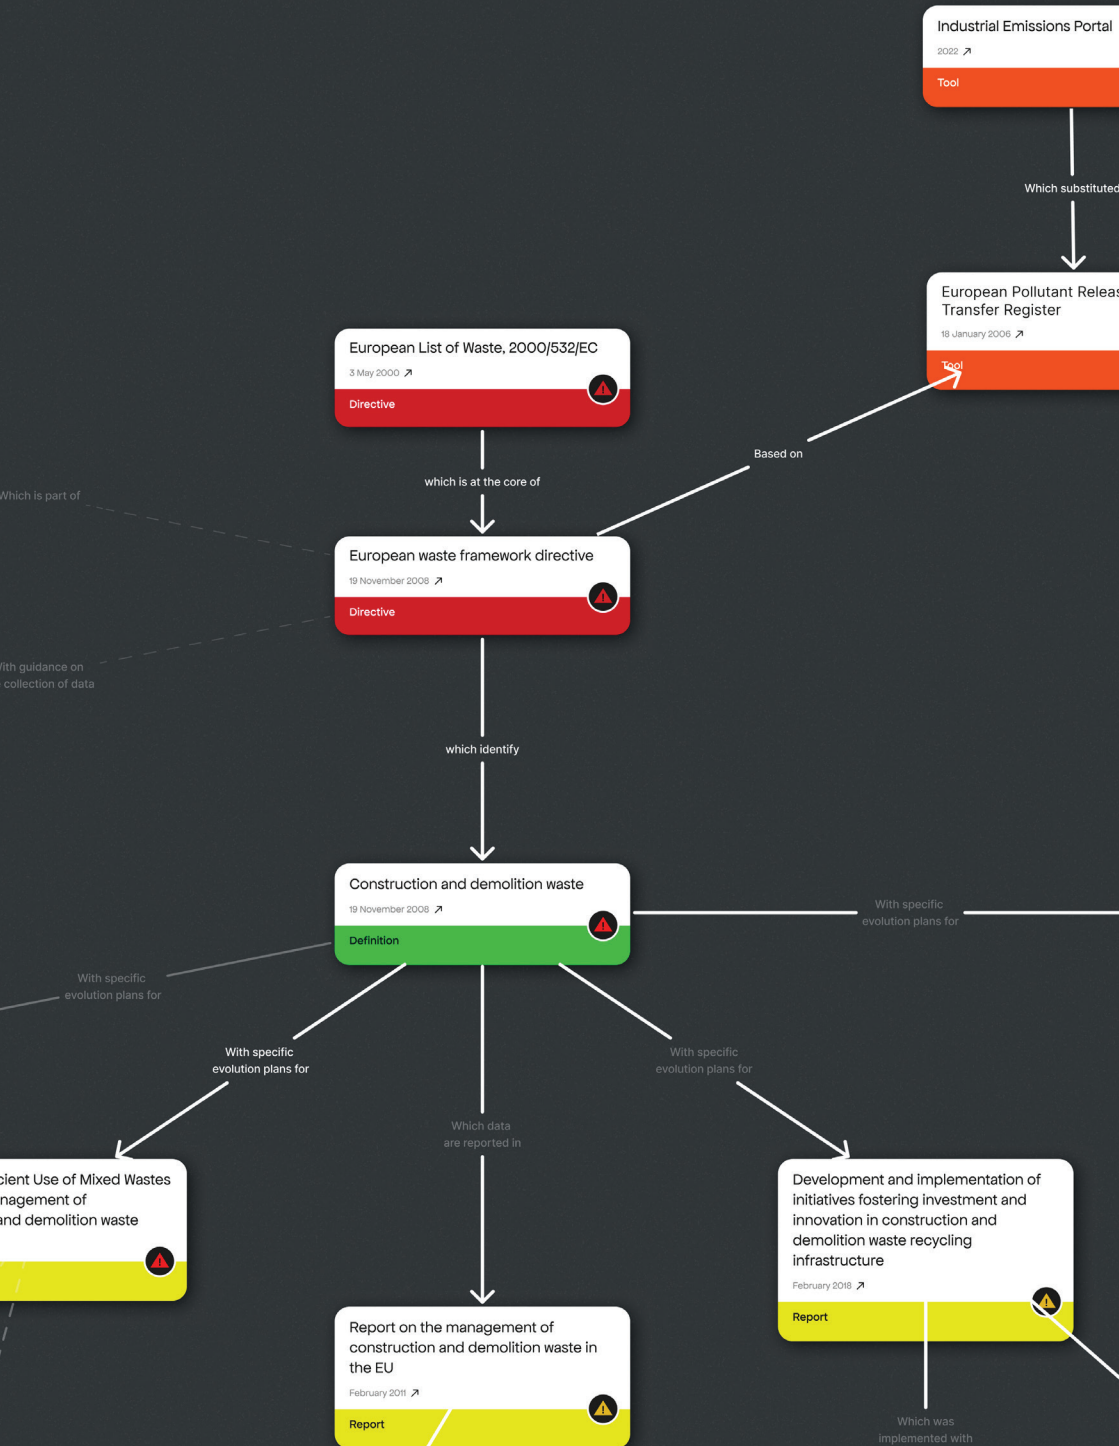 Industrial Emissions Portal
2022
Tool
Which substituted
European Pollutant
Transfer Register
18 January 2006
Tool
European List of Waste, 2000/532/EC
3 May 2000
Directive
which is at the core of
Based on
Which is part of
European waste framework directive
19 November 2008
Directive
guidance on
collection of data
which identify
Construction and demolition waste
19 November 2008
Definition
With specific
evolution plans for
With specific
evolution plans for
With specific
evolution plans for
With specific
evolution plans for
Which data
are reported in
Use of Mixed Wastes
of
and demolition waste
Development and implementation of
initiatives fostering investment and
innovation in construction and
demolition waste recycling
infrastructure
February 2018
Report
Report on the management of
construction and demolition waste in
the EU
February 2011
Report
Which was
implemented with